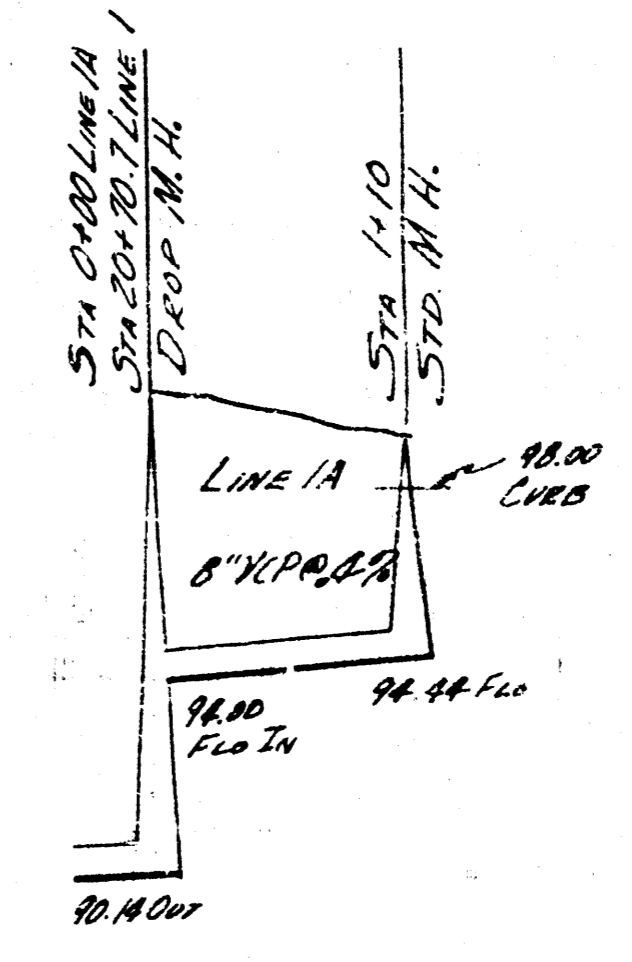 STA 0+00 LINE 1A
STA 20+70.7 LINE 1
DROP M.H.
STA 1+10
STD. M.H.
LINE 1A
98.00
CURB
8" VCP @ .4%
94.00
FLO IN
94.44 FLO
90.14 OUT